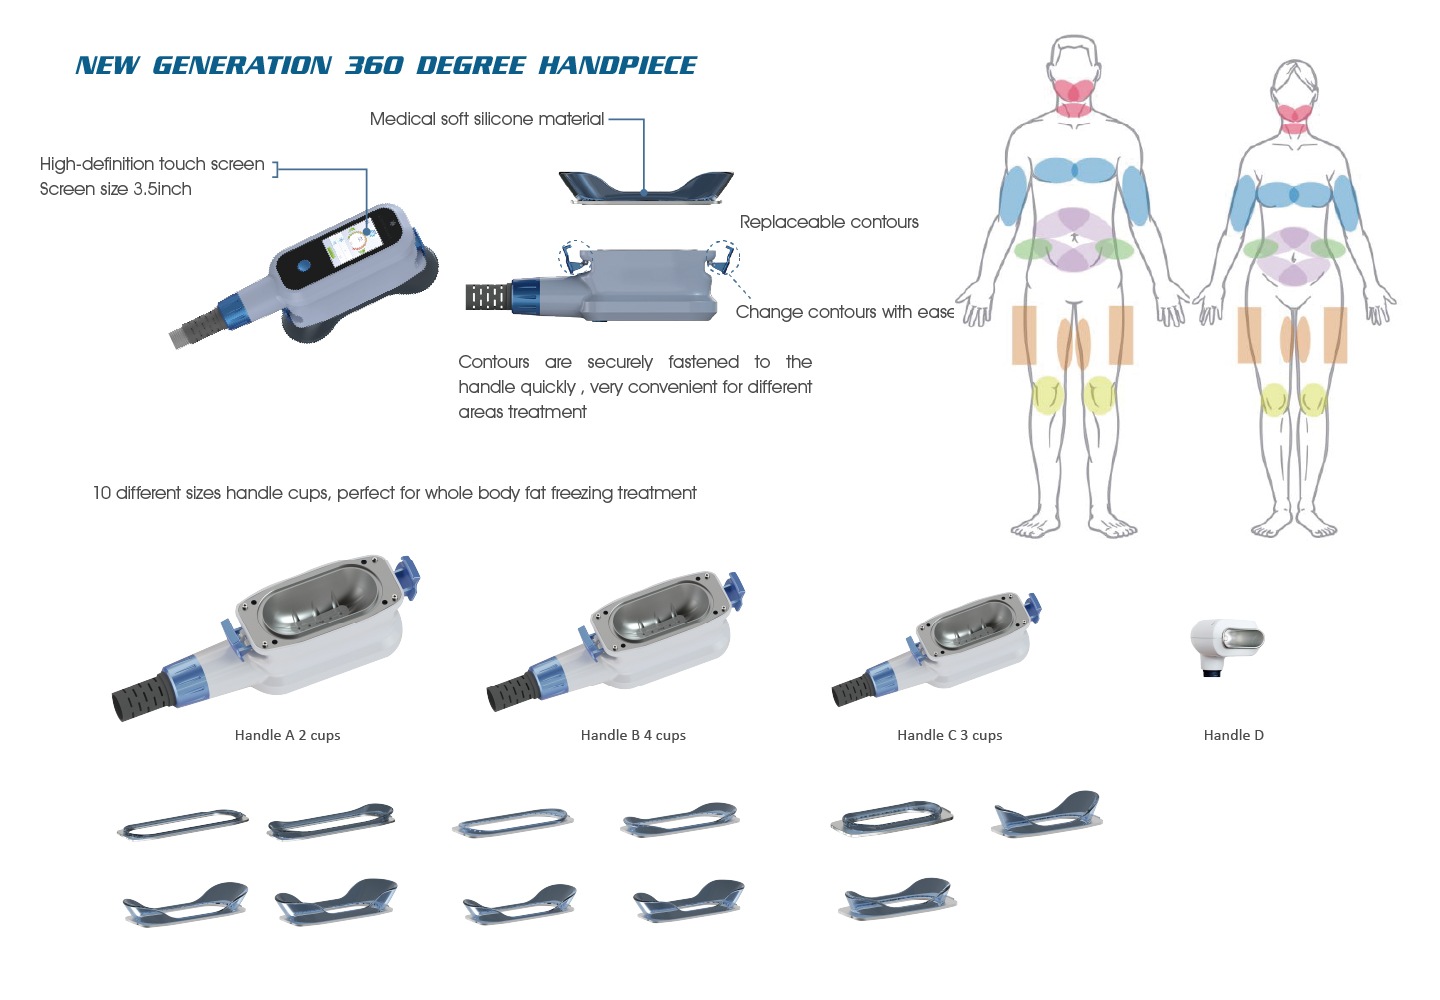 NEW GENERATION 360 DEGREE HANDPIECE
Medical soft silicone material
High-definition touch screen
Screen size 3.5inch
Replaceable contours
Change contours with ease
Contours are securely fastened to the
handle quickly , very convenient for different
areas treatment
10 different sizes handle cups, perfect for whole body fat freezing treatment
Handle A 2 cups
Handle B 4 cups
Handle C 3 cups
Handle D